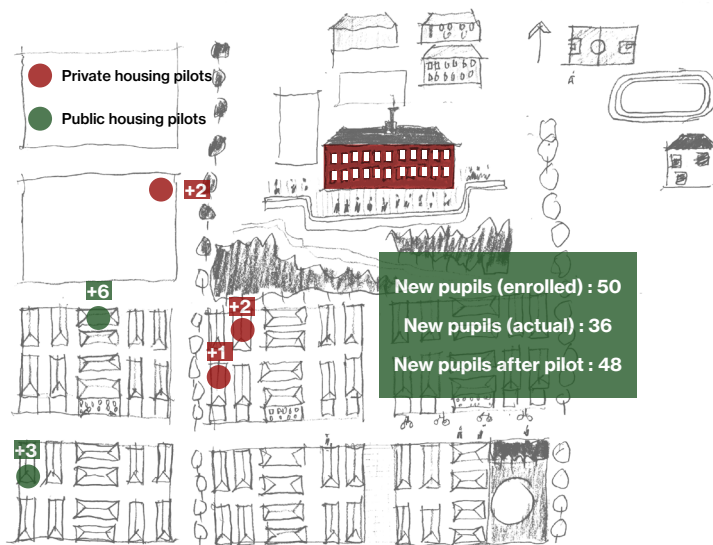 Private housing pilots
Public housing pilots
+2
+6
+2
+1
+3
New pupils (enrolled) : 50
New pupils (actual) : 36
New pupils after pilot : 48